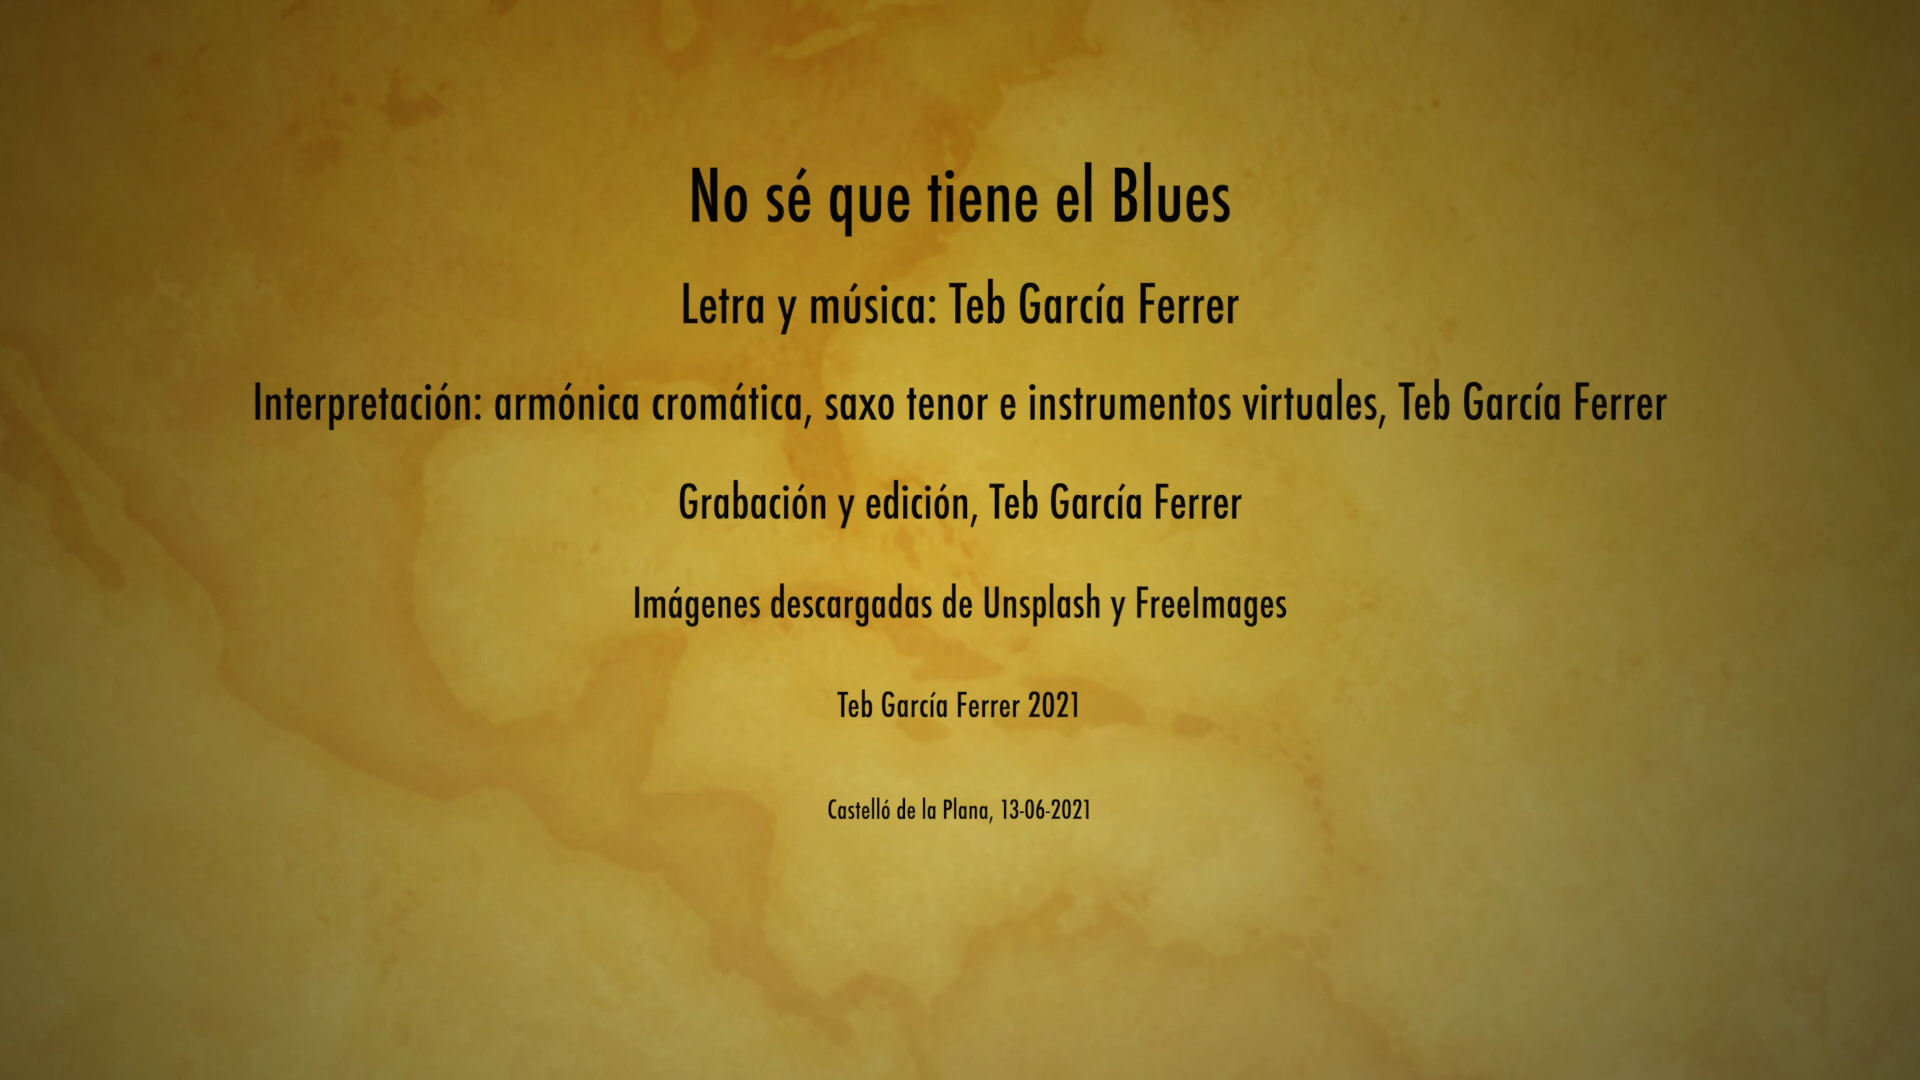 No sé que tiene el Blues
Letra y música: Teb García Ferrer
Interpretación: armónica cromática, saxo tenor e instrumentos virtuales, Teb García Ferrer
Grabación y edición, Teb García Ferrer
Imágenes descargadas de Unsplash y FreeImages
Teb García Ferrer 2021
Castelló de la Plana, 13-06-2021